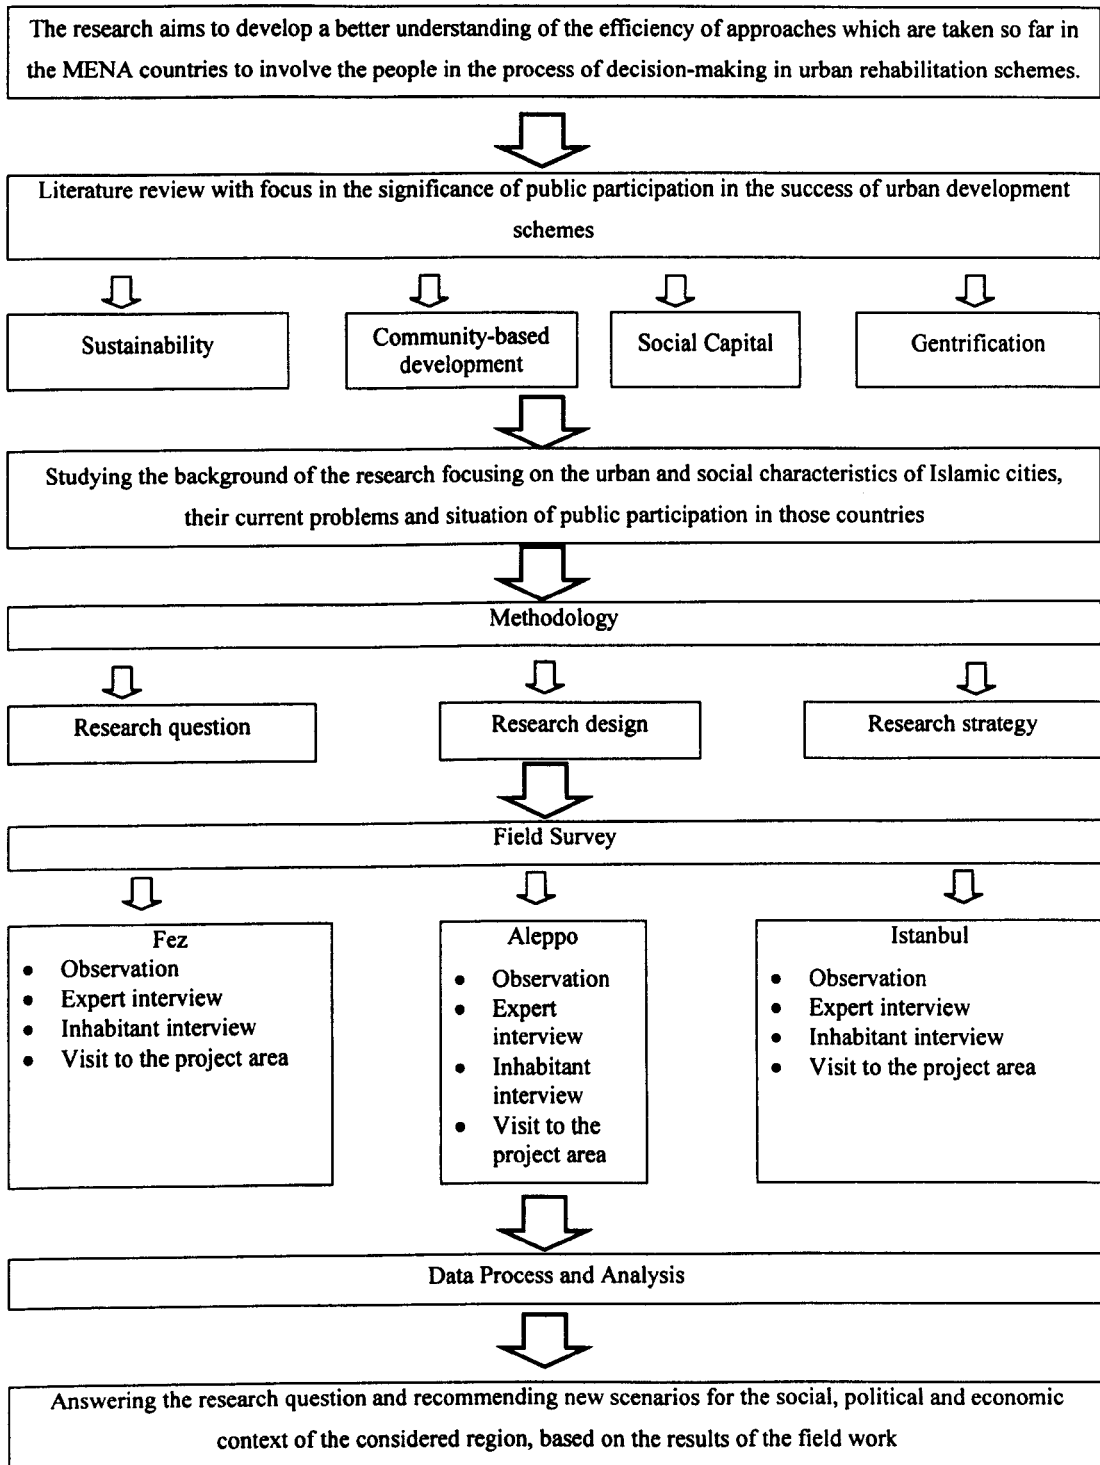 The research aims to develop a better understanding of the efficiency of approaches which are taken so far in
the MENA countries to involve the people in the process of decision-making in urban rehabilitation schemes.
Literature review with focus in the significance of public participation in the success of urban development
schemes
Sustainability
Community-based
development
Social Capital
Gentrification
Studying the background of the research focusing on the urban and social characteristics of Islamic cities,
their current problems and situation of public participation in those countries
Methodology
Research question
Research design
Research strategy
Field Survey
Fez
• Observation
• Expert interview
• Inhabitant interview
• Visit to the project area
Aleppo
• Observation
• Expert
interview
• Inhabitant
interview
• Visit to the
project area
Istanbul
• Observation
• Expert interview
• Inhabitant interview
• Visit to the project area
Data Process and Analysis
Answering the research question and recommending new scenarios for the social, political and economic
context of the considered region, based on the results of the field work